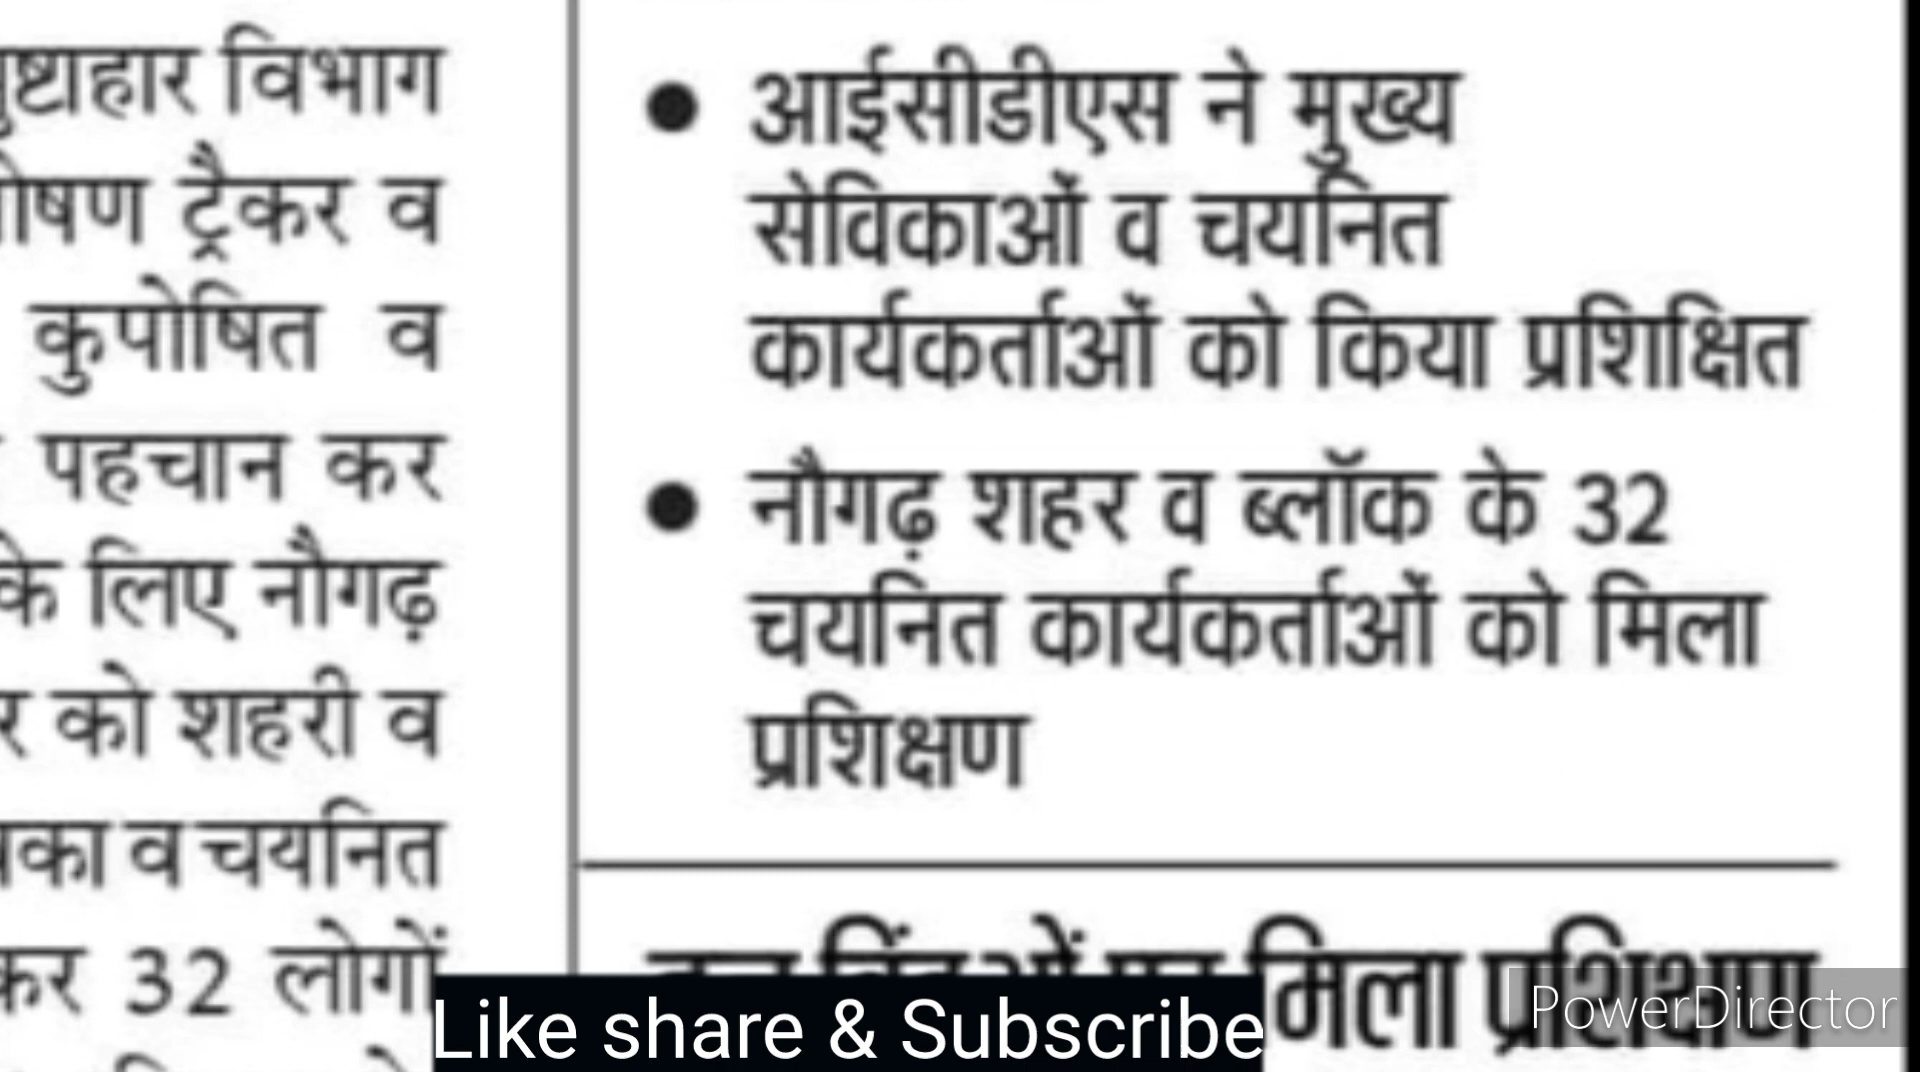 विभाग
ट्रैकर व
कुपोषित व
पहचान कर
के लिए नौगढ़
को शहरी व
व चयनित
32 लोगों
• आईसीडीएस ने मुख्य
सेविकाओं व चयनित
कार्यकर्ताओं को किया प्रशिक्षित
• नौगढ़ शहर व ब्लॉक के 32
चयनित कार्यकर्ताओं को मिला
प्रशिक्षण
मिला प्रशिक्षण
Like share & Subscribe
PowerDirector